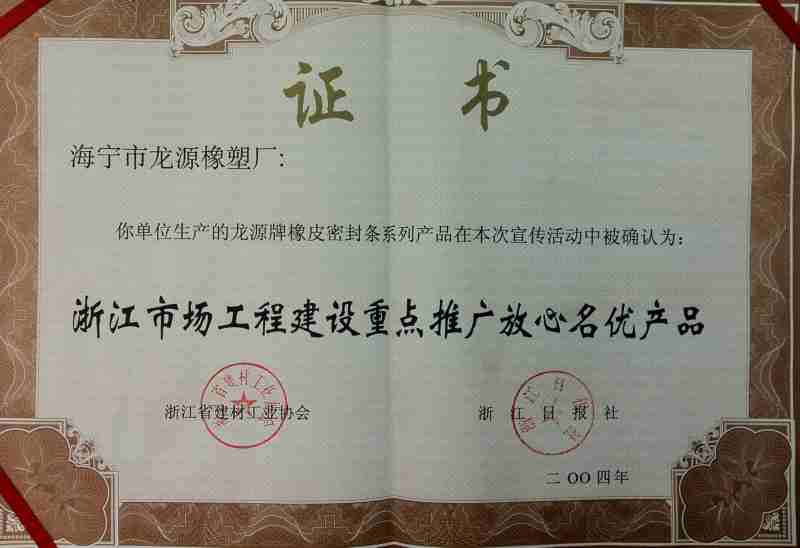 证 书
海宁市龙源橡塑厂:
你单位生产的龙源牌橡皮密封条系列产品在本次宣传活动中被确认为:
浙江市场工程建设重点推广放心名优产品
浙江省建材工业协会
浙 江 日 报 社
二OO四年